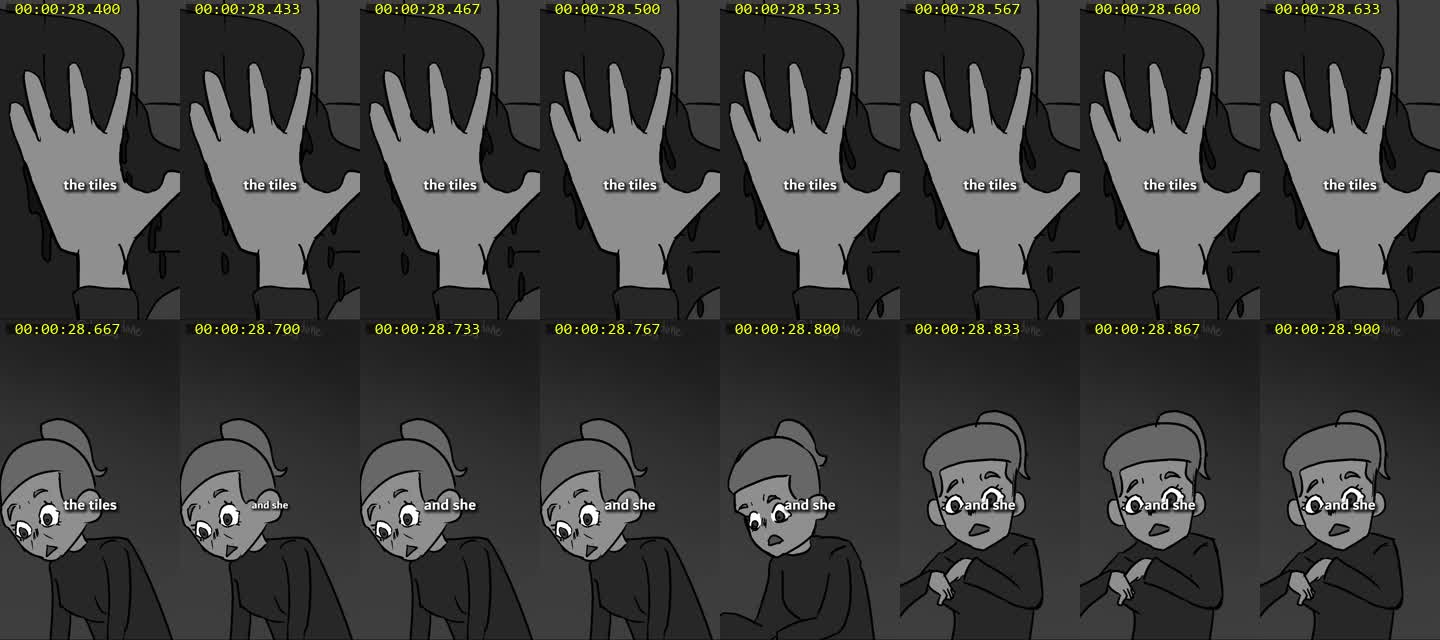 00:00:28.400 00:00:28.433 00:00:28.467 00:00:28.500 00:00:28.533 00:00:28.567 00:00:28.600 00:00:28.633
the tiles the tiles the tiles the tiles the tiles the tiles the tiles the tiles
00:00:28.667 00:00:28.700 00:00:28.733 00:00:28.767 00:00:28.800 00:00:28.833 00:00:28.867 00:00:28.900
the tiles and she and she and she and she and she and she and she